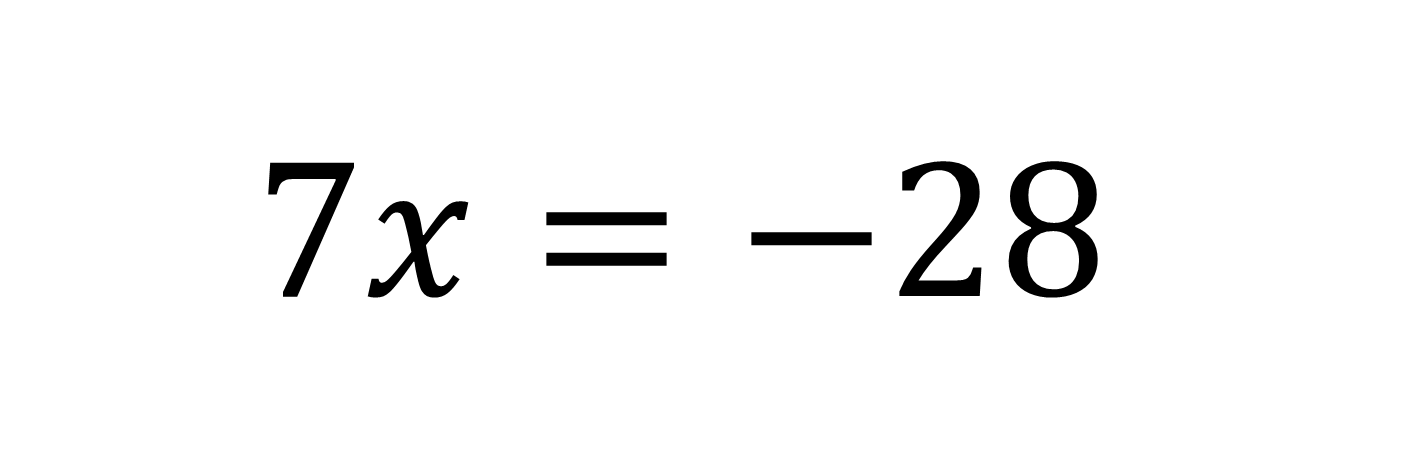 7x = −28